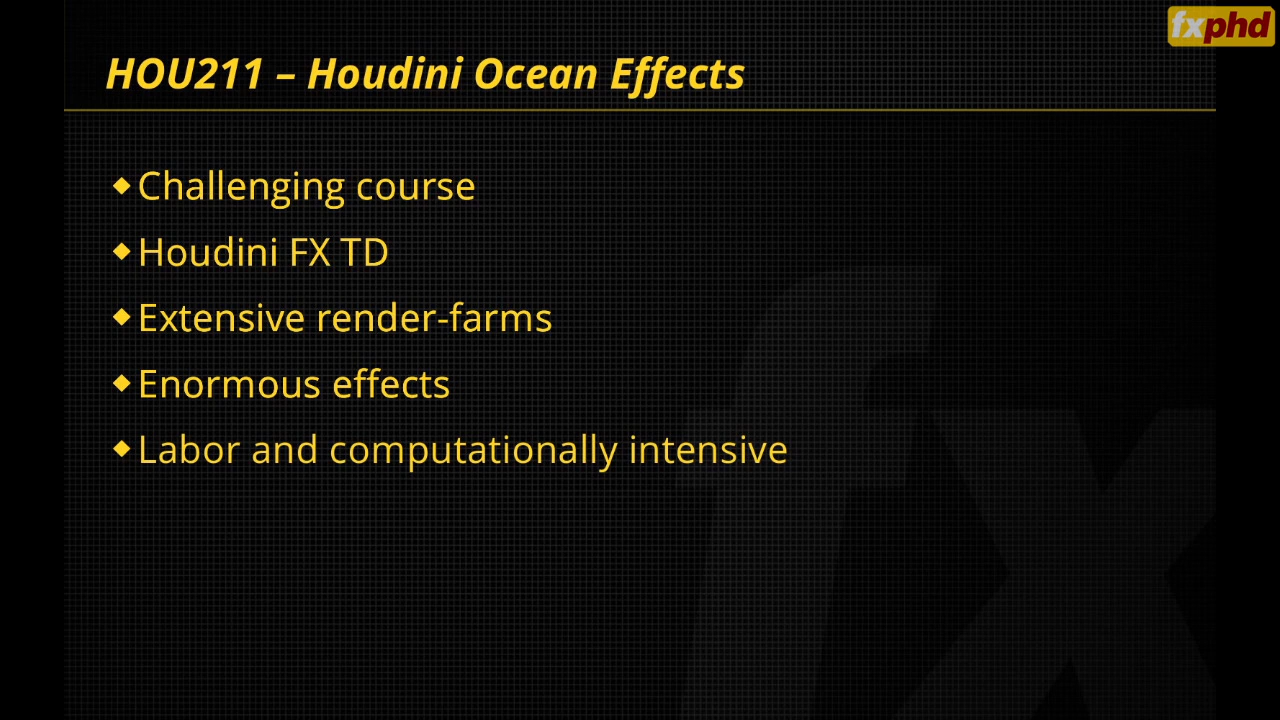 fxphd
HOU211 – Houdini Ocean Effects
Challenging course
Houdini FX TD
Extensive render-farms
Enormous effects
Labor and computationally intensive
fx